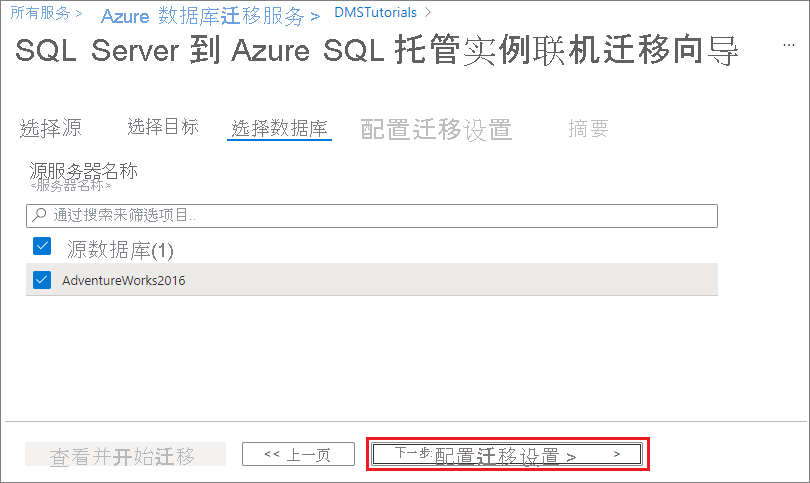 所有服务 > Azure 数据库迁移服务 > DMSTutorials >
SQL Server 到 Azure SQL 托管实例联机迁移向导 ...
选择源 选择目标 选择数据库 配置迁移设置 摘要
源服务器名称
<服务器名称>
通过搜索来筛选项目..
源数据库(1)
AdventureWorks2016
查看并开始迁移 << 上一页 下一步:配置迁移设置 > >